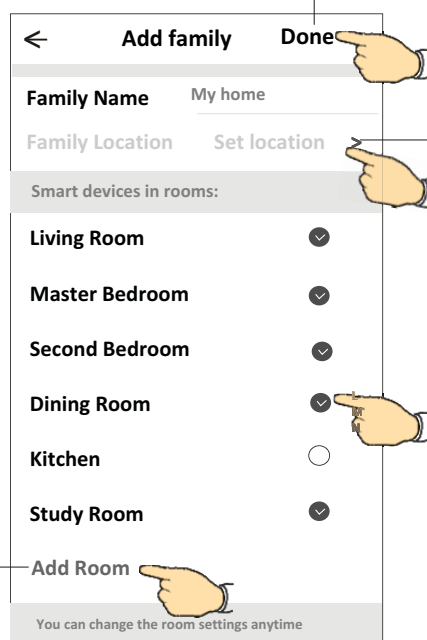 Add family Done
Family Name My home
Family Location Set location >
Smart devices in rooms:
Living Room
Master Bedroom
Second Bedroom
Dining Room
Kitchen
Study Room
Add Room
You can change the room settings anytime